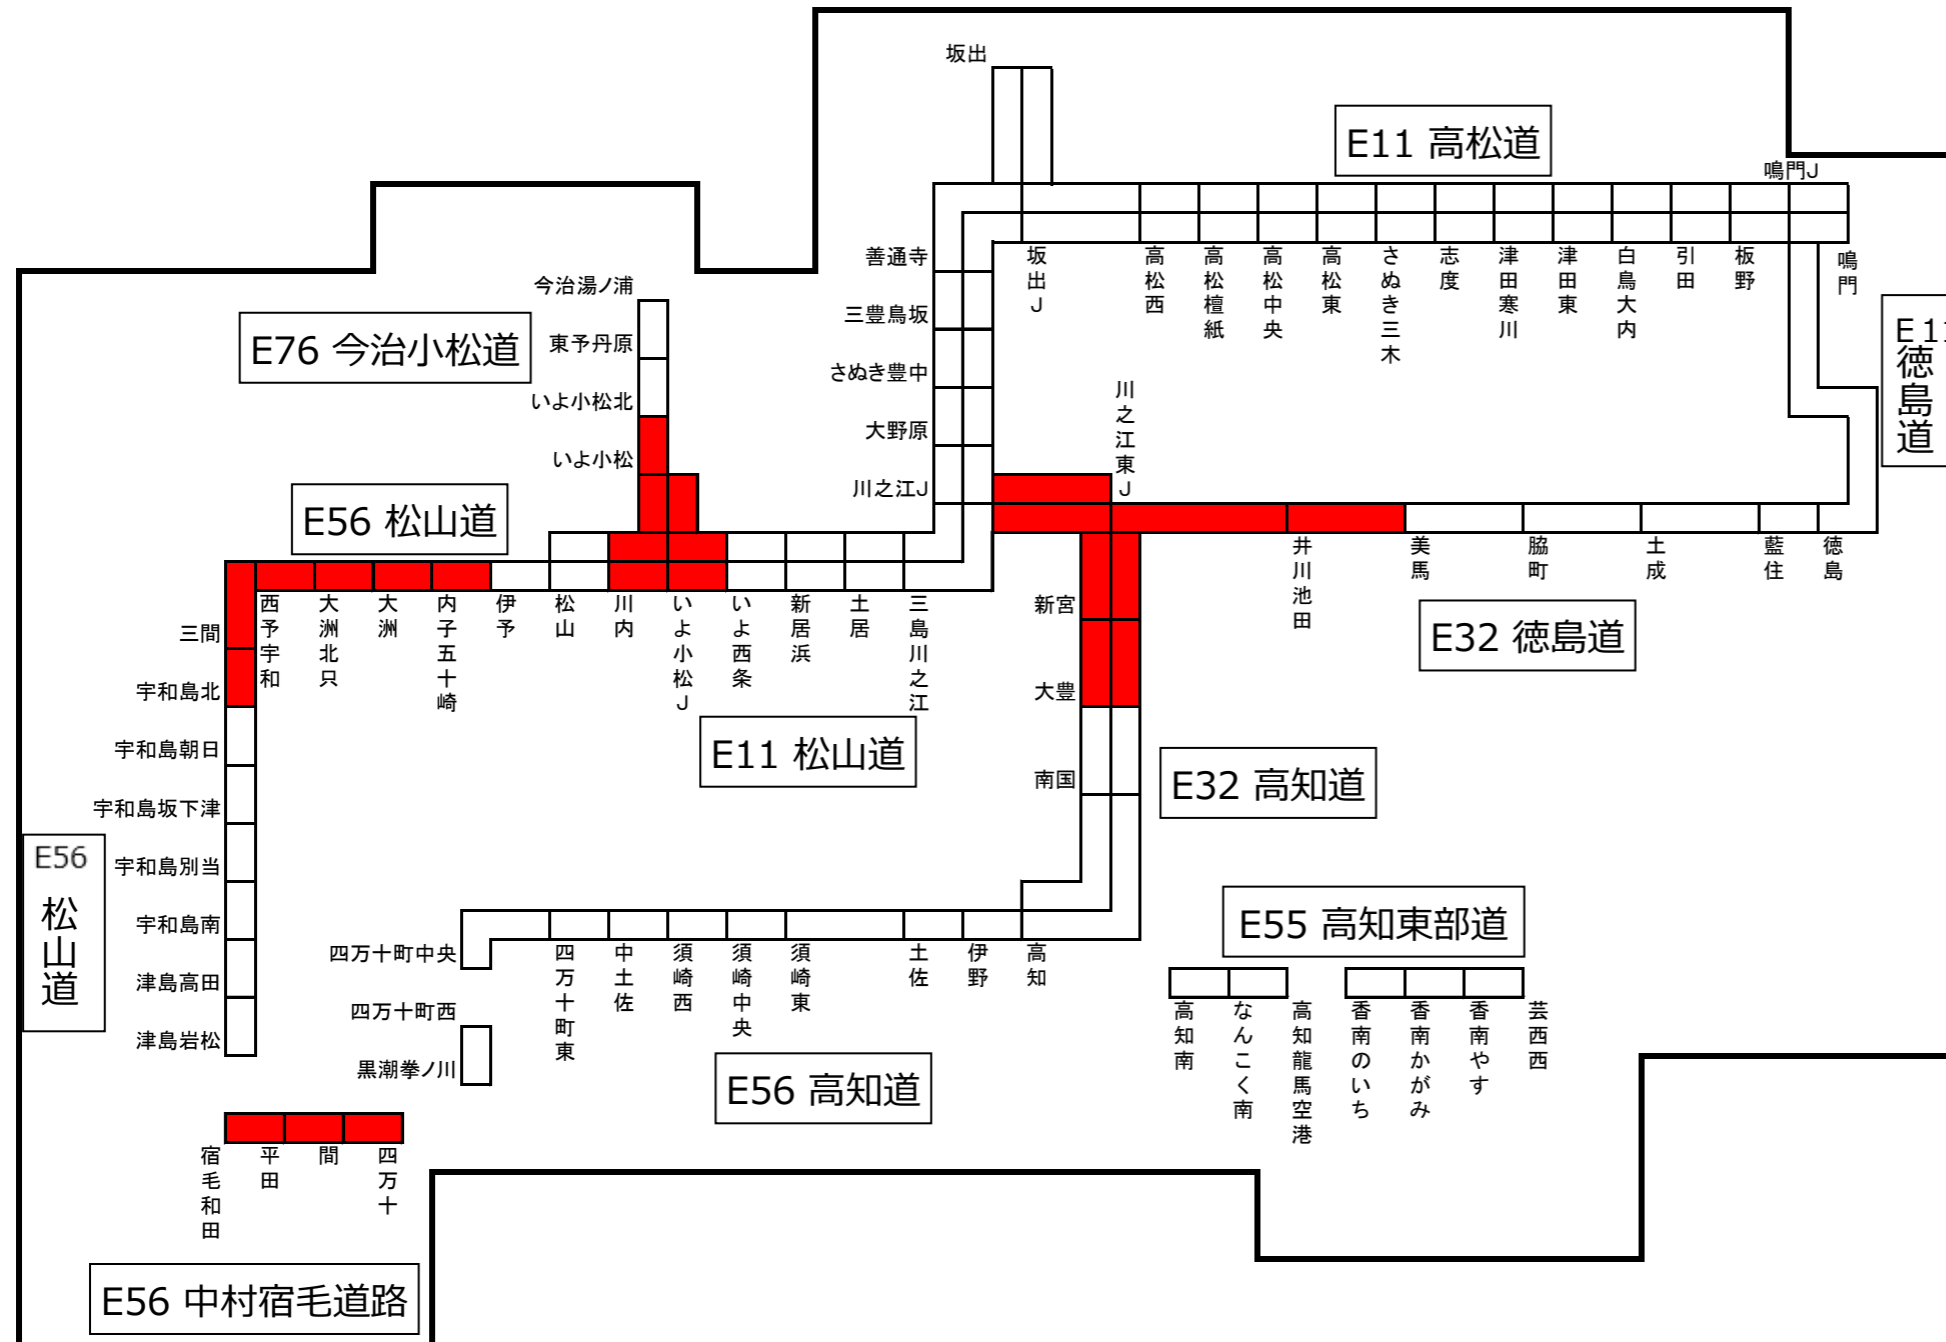 坂出
E11 高松道
鳴門J
善通寺
三豊鳥坂
さぬき豊中
大野原
川之江J
坂出J
高松西
高松檀紙
高松中央
高松東
さぬき三木
志度
津田寒川
津田東
白鳥大内
引田
板野
鳴門
E11
徳島道
今治湯ノ浦
東予丹原
いよ小松北
いよ小松
E76 今治小松道
川之江東J
E56 松山道
井川池田
美馬
脇町
土成
藍住
徳島
E32 徳島道
西予宇和
大洲北只
大洲
内子五十崎
伊予
松山
川内
いよ小松J
いよ西条
新居浜
土居
三島川之江
E11 松山道
新宮
大豊
南国
E32 高知道
三間
宇和島北
宇和島朝日
宇和島坂下津
宇和島別当
宇和島南
津島高田
津島岩松
E56
松山道
四万十町中央
四万十町西
黒潮拳ノ川
四万十町東
中土佐
須崎西
須崎中央
須崎東
土佐
伊野
高知
E56 高知道
E55 高知東部道
高知南
なんこく南
高知龍馬空港
香南のいち
香南かがみ
香南やす
芸西西
宿毛和田
平田
間
四万十
E56 中村宿毛道路